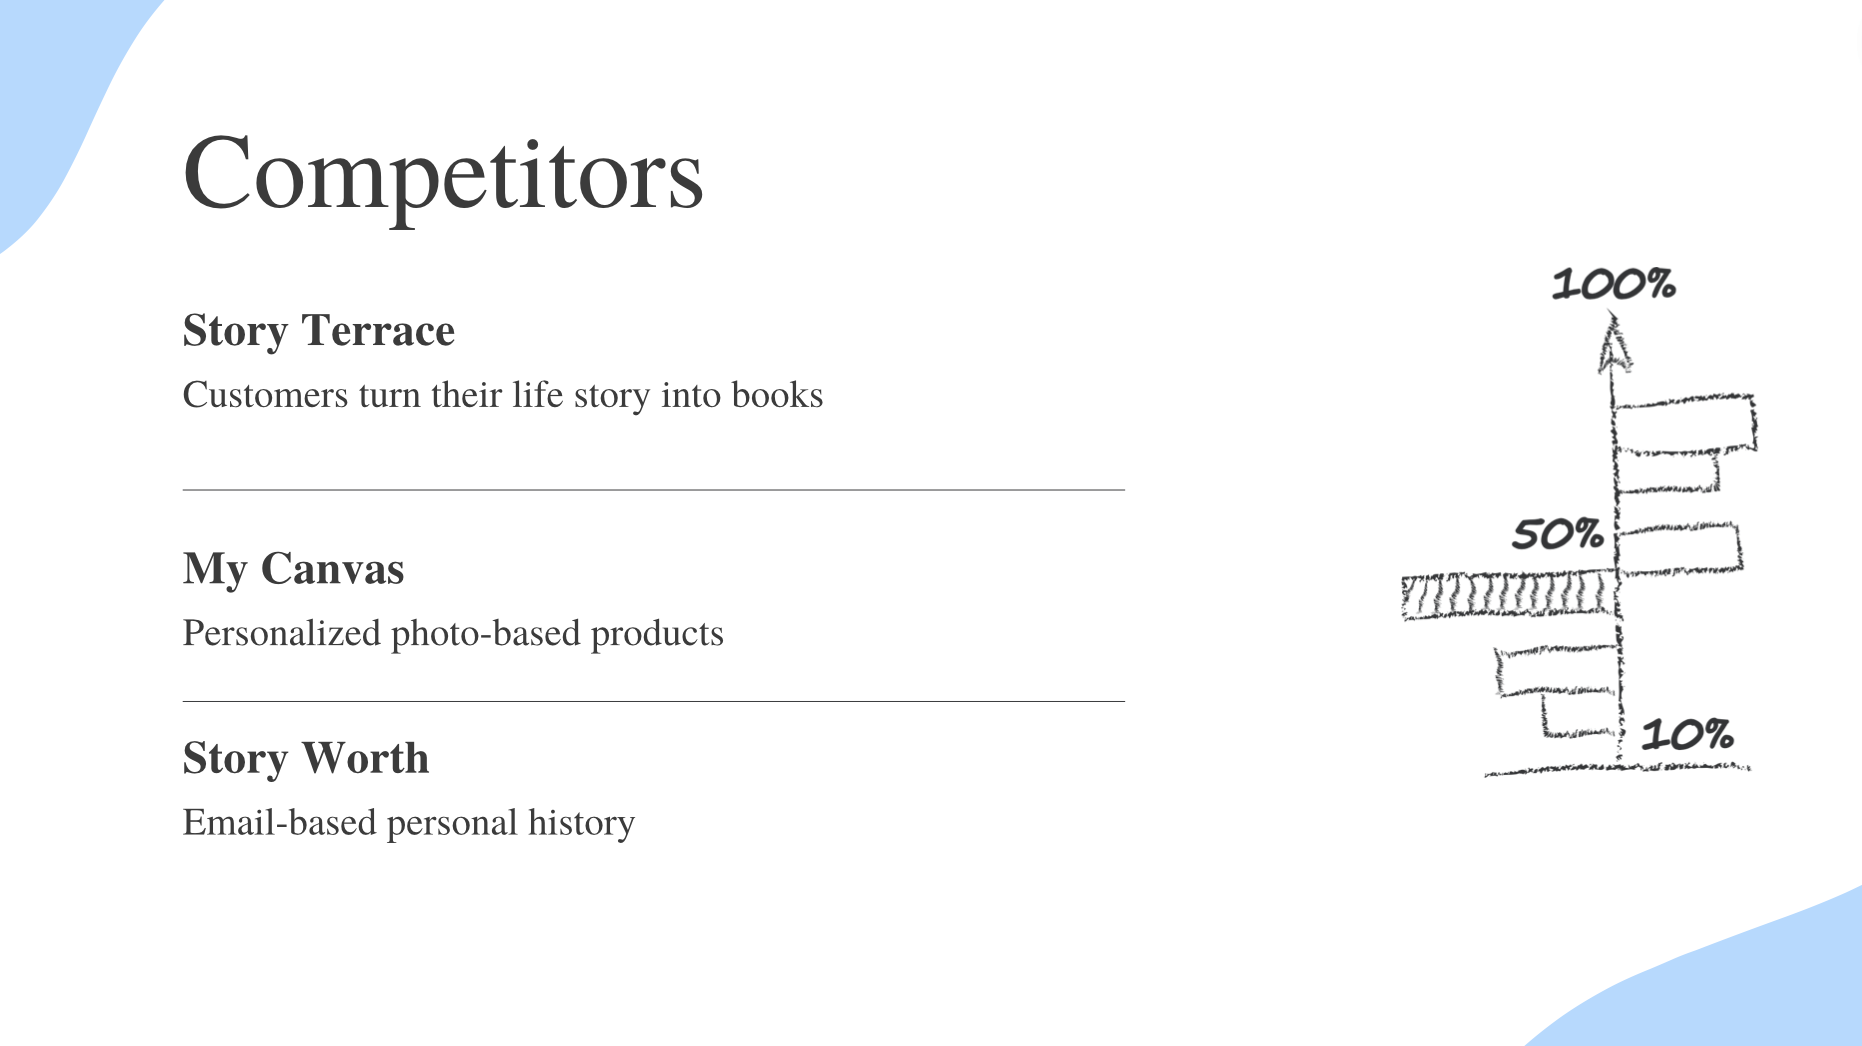 Competitors
Story Terrace
Customers turn their life story into books
My Canvas
Personalized photo-based products
Story Worth
Email-based personal history
100%
50%
10%